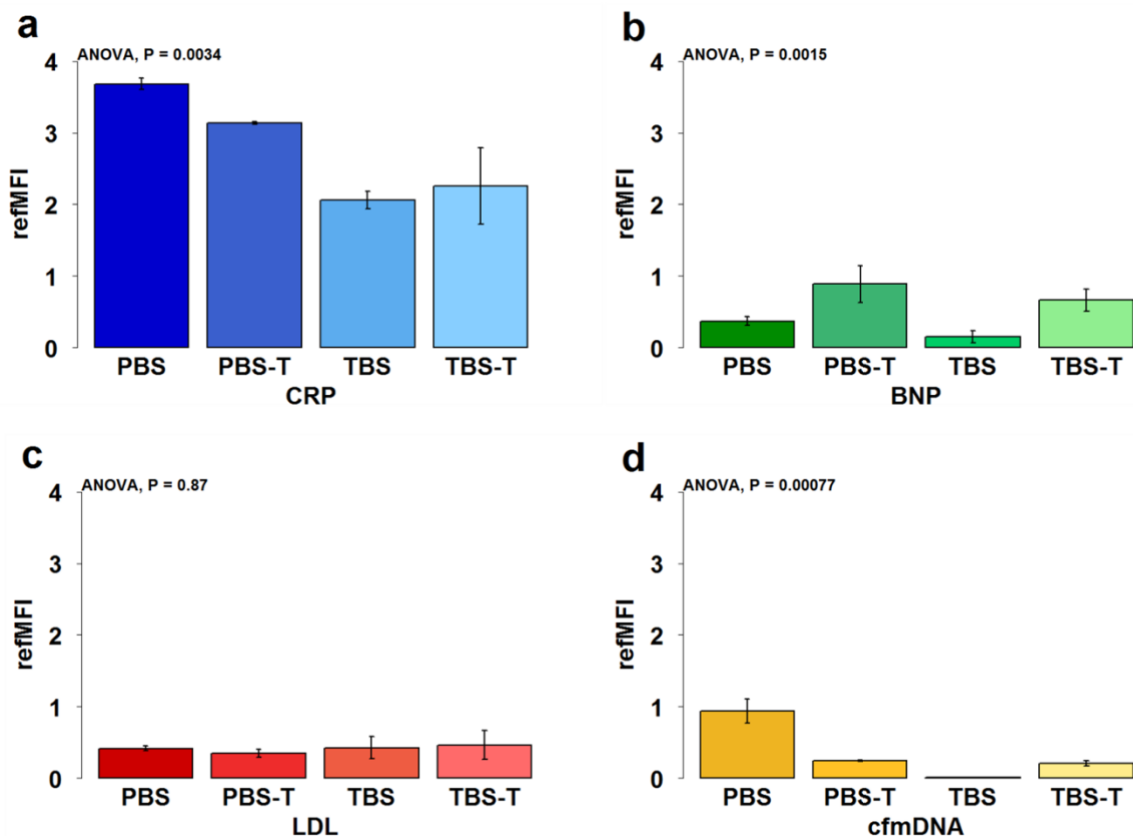 a
ANOVA, P = 0.0034
4
3
2
1
0
refMFI
PBS PBS-T TBS TBS-T
CRP
b
ANOVA, P = 0.0015
4
3
2
1
0
refMFI
PBS PBS-T TBS TBS-T
BNP
c
ANOVA, P = 0.87
4
3
2
1
0
refMFI
PBS PBS-T TBS TBS-T
LDL
d
ANOVA, P = 0.00077
4
3
2
1
0
refMFI
PBS PBS-T TBS TBS-T
cfmDNA